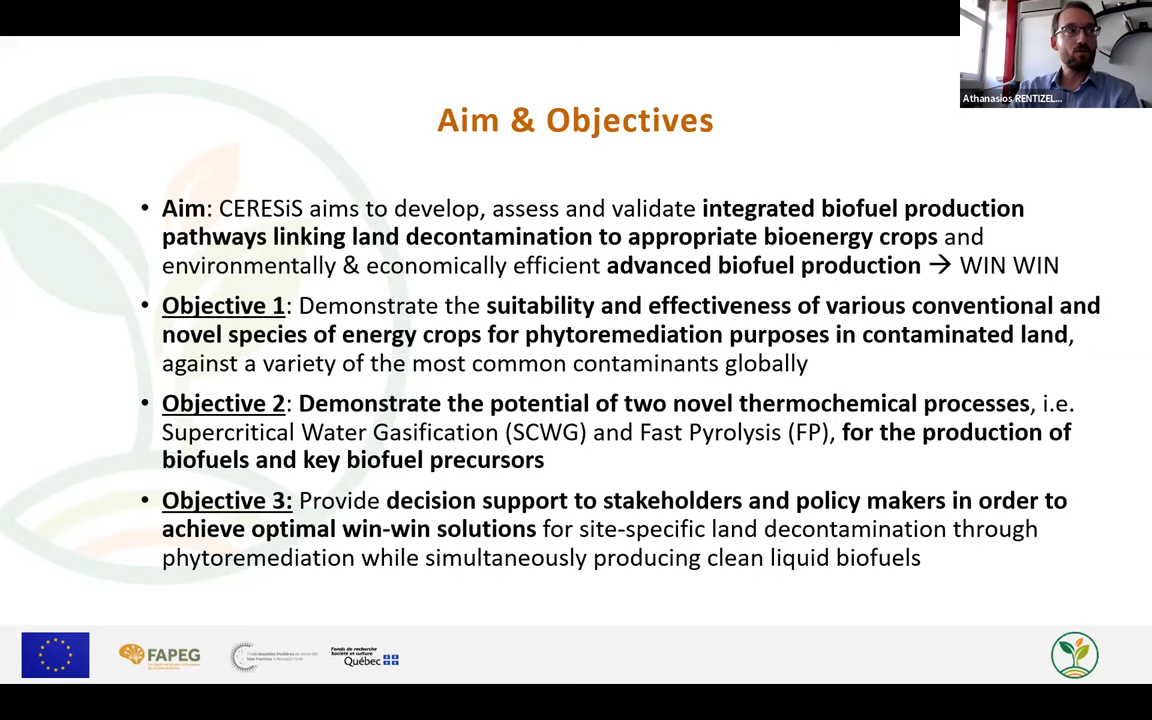 Athanasios RENTIZEL...
Aim & Objectives
• Aim: CERESiS aims to develop, assess and validate integrated biofuel production
pathways linking land decontamination to appropriate bioenergy crops and
environmentally & economically efficient advanced biofuel production → WIN WIN
• Objective 1: Demonstrate the suitability and effectiveness of various conventional and
novel species of energy crops for phytoremediation purposes in contaminated land,
against a variety of the most common contaminants globally
• Objective 2: Demonstrate the potential of two novel thermochemical processes, i.e.
Supercritical Water Gasification (SCWG) and Fast Pyrolysis (FP), for the production of
biofuels and key biofuel precursors
• Objective 3: Provide decision support to stakeholders and policy makers in order to
achieve optimal win-win solutions for site-specific land decontamination through
phytoremediation while simultaneously producing clean liquid biofuels
FAPEG
Fonds de recherche
Société et culture
Québec